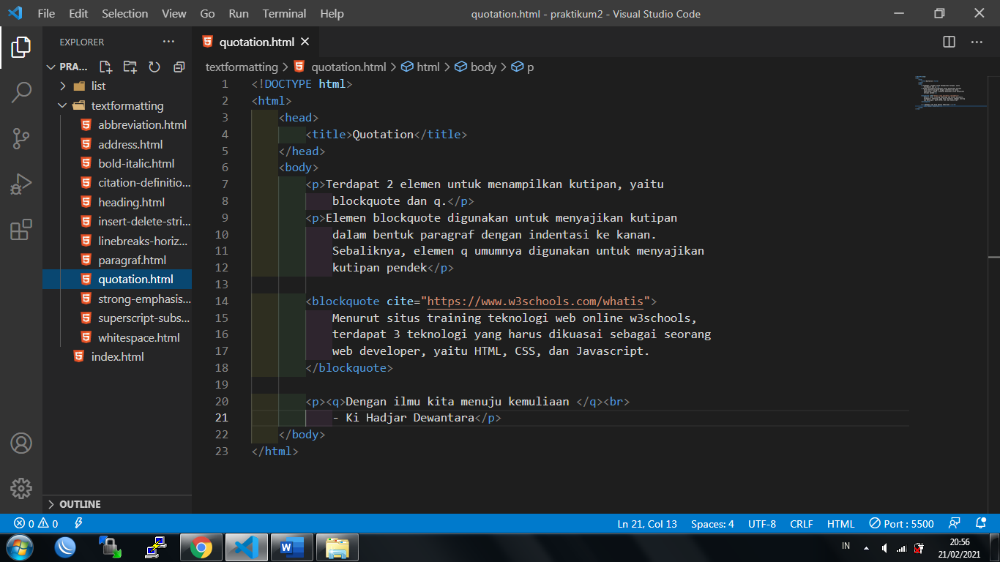 File Edit Selection View Go Run Terminal Help quotation.html - praktikum2 - Visual Studio Code
EXPLORER ···
quotation.html
PRA...
list
textformatting
abbreviation.html
address.html
bold-italic.html
citation-definitio...
heading.html
insert-delete-stri...
linebreaks-horiz...
paragraf.html
quotation.html
strong-emphasis...
superscript-subs...
whitespace.html
index.html
OUTLINE
textformatting > quotation.html > html > body > p
1 <!DOCTYPE html>
2 <html>
3 <head>
4 <title>Quotation</title>
5 </head>
6 <body>
7 <p>Terdapat 2 elemen untuk menampilkan kutipan, yaitu
8 blockquote dan q.</p>
9 <p>Elemen blockquote digunakan untuk menyajikan kutipan
10 dalam bentuk paragraf dengan indentasi ke kanan.
11 Sebaliknya, elemen q umumnya digunakan untuk menyajikan
12 kutipan pendek</p>
13
14 <blockquote cite="https://www.w3schools.com/whatis">
15 Menurut situs training teknologi web online w3schools,
16 terdapat 3 teknologi yang harus dikuasai sebagai seorang
17 web developer, yaitu HTML, CSS, dan Javascript.
18 </blockquote>
19
20 <p><q>Dengan ilmu kita menuju kemuliaan </q><br>
21 - Ki Hadjar Dewantara</p>
22 </body>
23 </html>
0 0 Ln 21, Col 13 Spaces: 4 UTF-8 CRLF HTML Port : 5500
IN 20:56
21/02/2021